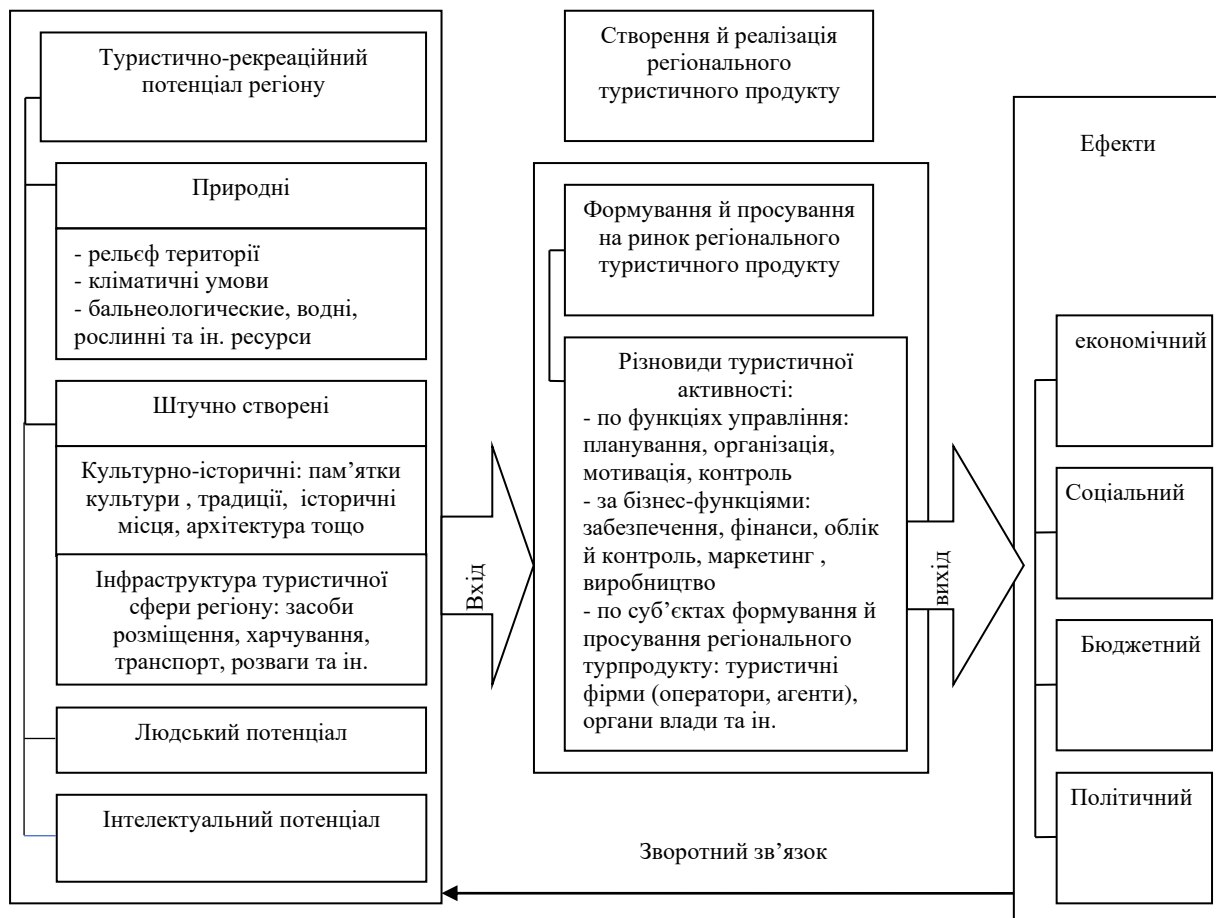 Туристично-рекреаційний
потенціал регіону
Природні
- рельєф території
- кліматичні умови
- бальнеологические, водні,
рослинні та ін. ресурси
Штучно створені
Культурно-історичні: пам’ятки
культури , традиції, історичні
місця, архітектура тощо
Інфраструктура туристичної
сфери регіону: засоби
розміщення, харчування,
транспорт, розваги та ін.
Людський потенціал
Інтелектуальний потенціал
Вхід
Створення й реалізація
регіонального
туристичного продукту
Формування й просування
на ринок регіонального
туристичного продукту
Різновиди туристичної
активності:
- по функціях управління:
планування, організація,
мотивація, контроль
- за бізнес-функціями:
забезпечення, фінанси, облік
й контроль, маркетинг ,
виробництво
- по суб’єктах формування й
просування регіонального
турпродукту: туристичні
фірми (оператори, агенти),
органи влади та ін.
вихід
Ефекти
економічний
Соціальний
Бюджетний
Політичний
Зворотний зв’язок